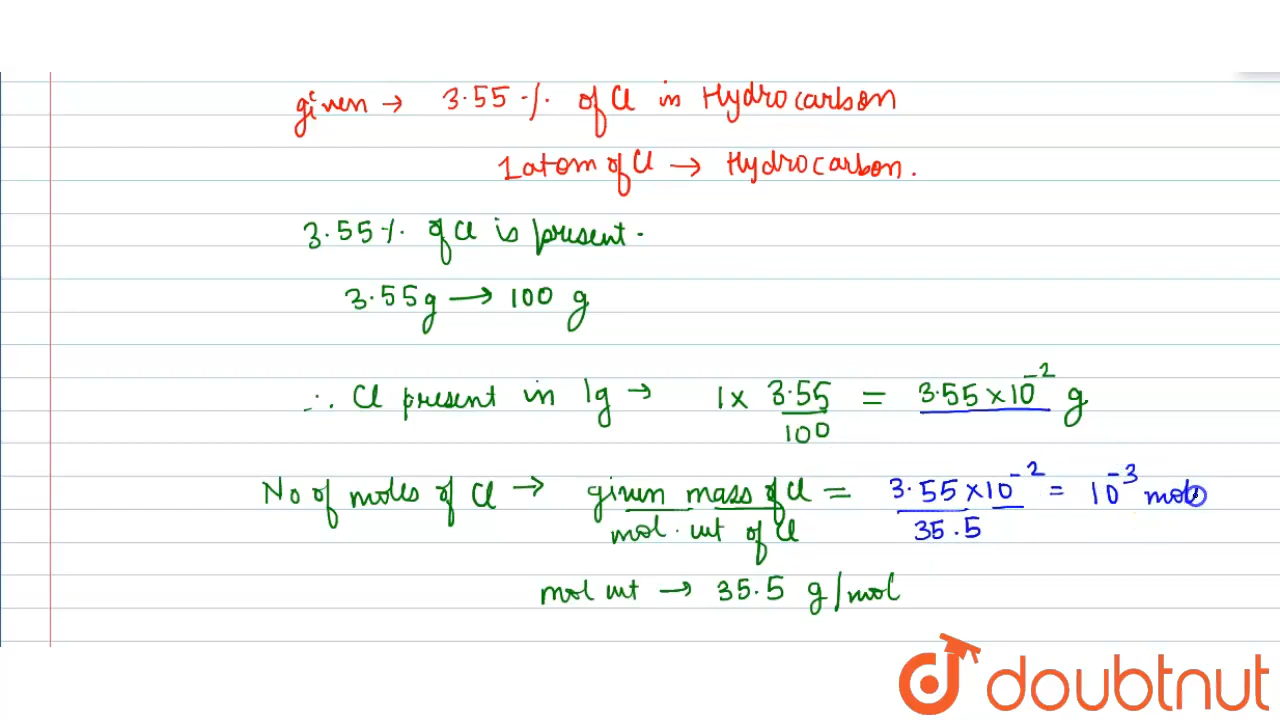 given → 3.55 % of Cl in Hydrocarbon
1 atom of Cl → Hydrocarbon.
3.55 % of Cl is present.
3.55g → 100 g
∴ Cl present in 1g → 1 × 3.55/100 = 3.55 × 10⁻² g
No of moles of Cl → given mass of Cl / mol. wt of Cl = 3.55 × 10⁻² / 35.5 = 10⁻³ mol
mol wt → 35.5 g/mol
doubtnut